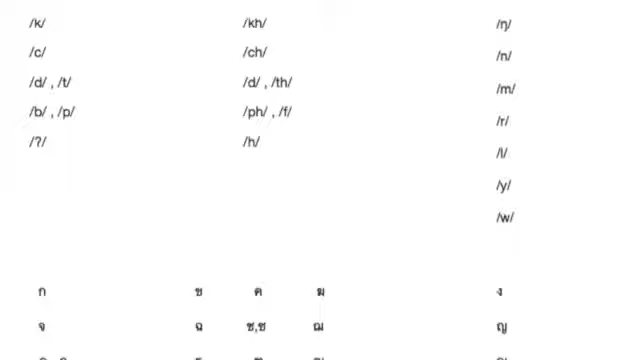 /k/ /kh/ /ŋ/
/c/ /ch/ /n/
/d/ , /t/ /d/ , /th/ /m/
/b/ , /p/ /ph/ , /f/ /r/
/?/ /h/ /l/
/y/
/w/
ก ข ค ฆ ง
จ ฉ ช,ซ ฌ ญ